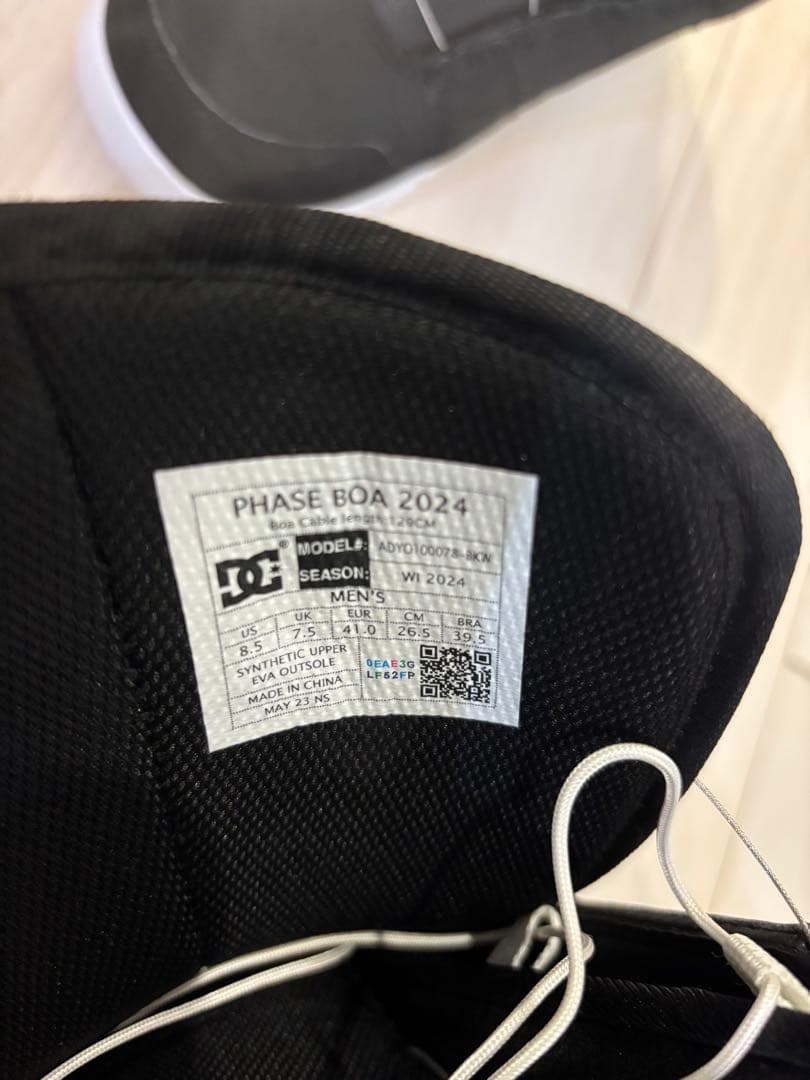 PHASE BOA 2024
Boa Cable length:129CM
DC®
MODEL#: ADYO100078-BKW
SEASON: WI 2024
MEN'S
US UK EUR CM BRA
8.5 7.5 41.0 26.5 39.5
SYNTHETIC UPPER
EVA OUTSOLE
MADE IN CHINA
MAY 23 NS
0EAE3G
LF52FP